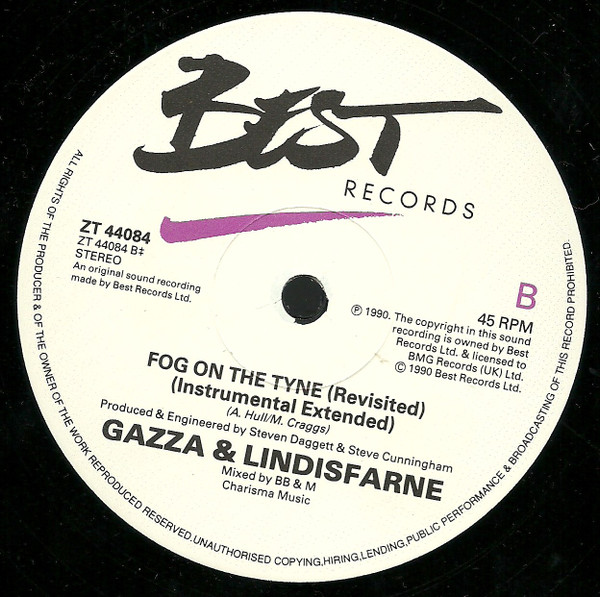 BEST
RECORDS
ZT 44084
ZT 44084 B‡
STEREO
An original sound recording
made by Best Records Ltd.
B
45 RPM
℗ 1990. The copyright in this sound
recording is owned by Best
Records Ltd. & licensed to
BMG Records (UK) Ltd.
© 1990 Best Records Ltd.
FOG ON THE TYNE (Revisited)
(Instrumental Extended)
(A. Hull/M. Craggs)
Produced & Engineered by Steven Daggett & Steve Cunningham
GAZZA & LINDISFARNE
Mixed by BB & M
Charisma Music
ALL RIGHTS OF THE PRODUCER & OF THE OWNER OF THE WORK REPRODUCED RESERVED.UNAUTHORISED COPYING,HIRING,LENDING,PUBLIC PERFORMANCE & BROADCASTING OF THIS RECORD PROHIBITED.